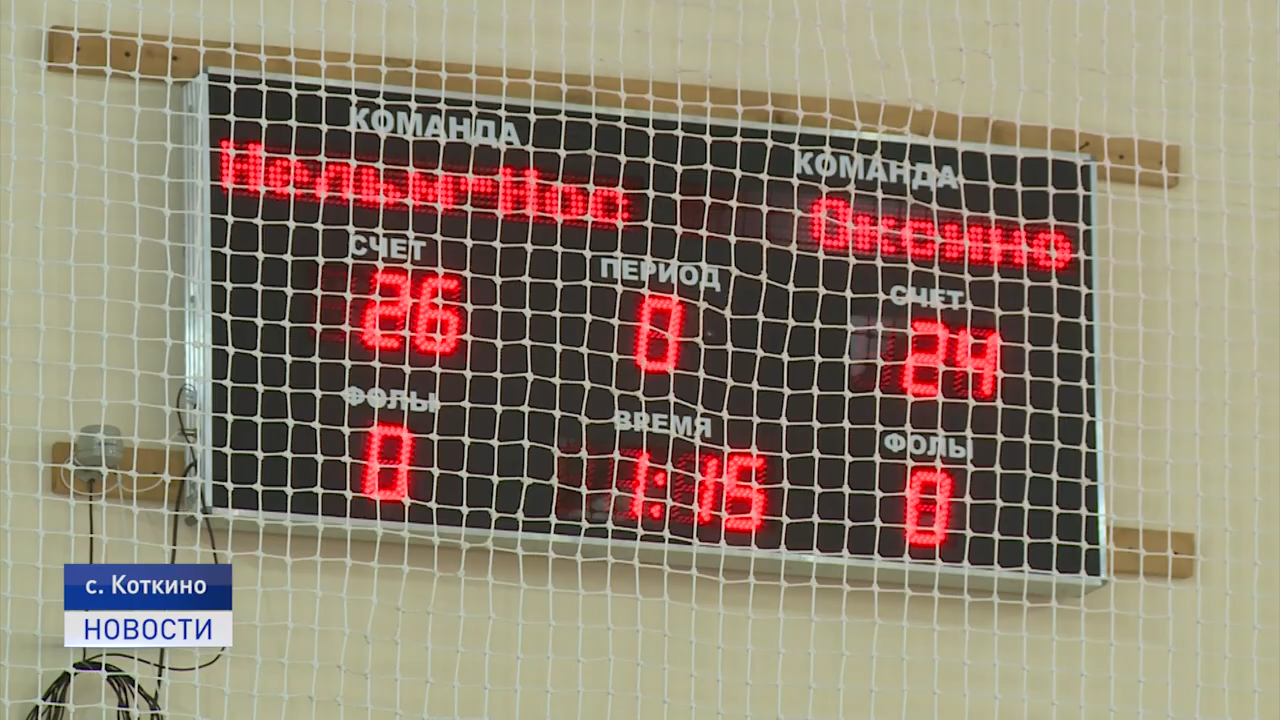 КОМАНДА
КОМАНДА
Оксино
СЧЕТ
ПЕРИОД
СЧЕТ
26
0
24
ФОЛЫ
ВРЕМЯ
ФОЛЫ
0
1:15
0
с. Коткино
НОВОСТИ